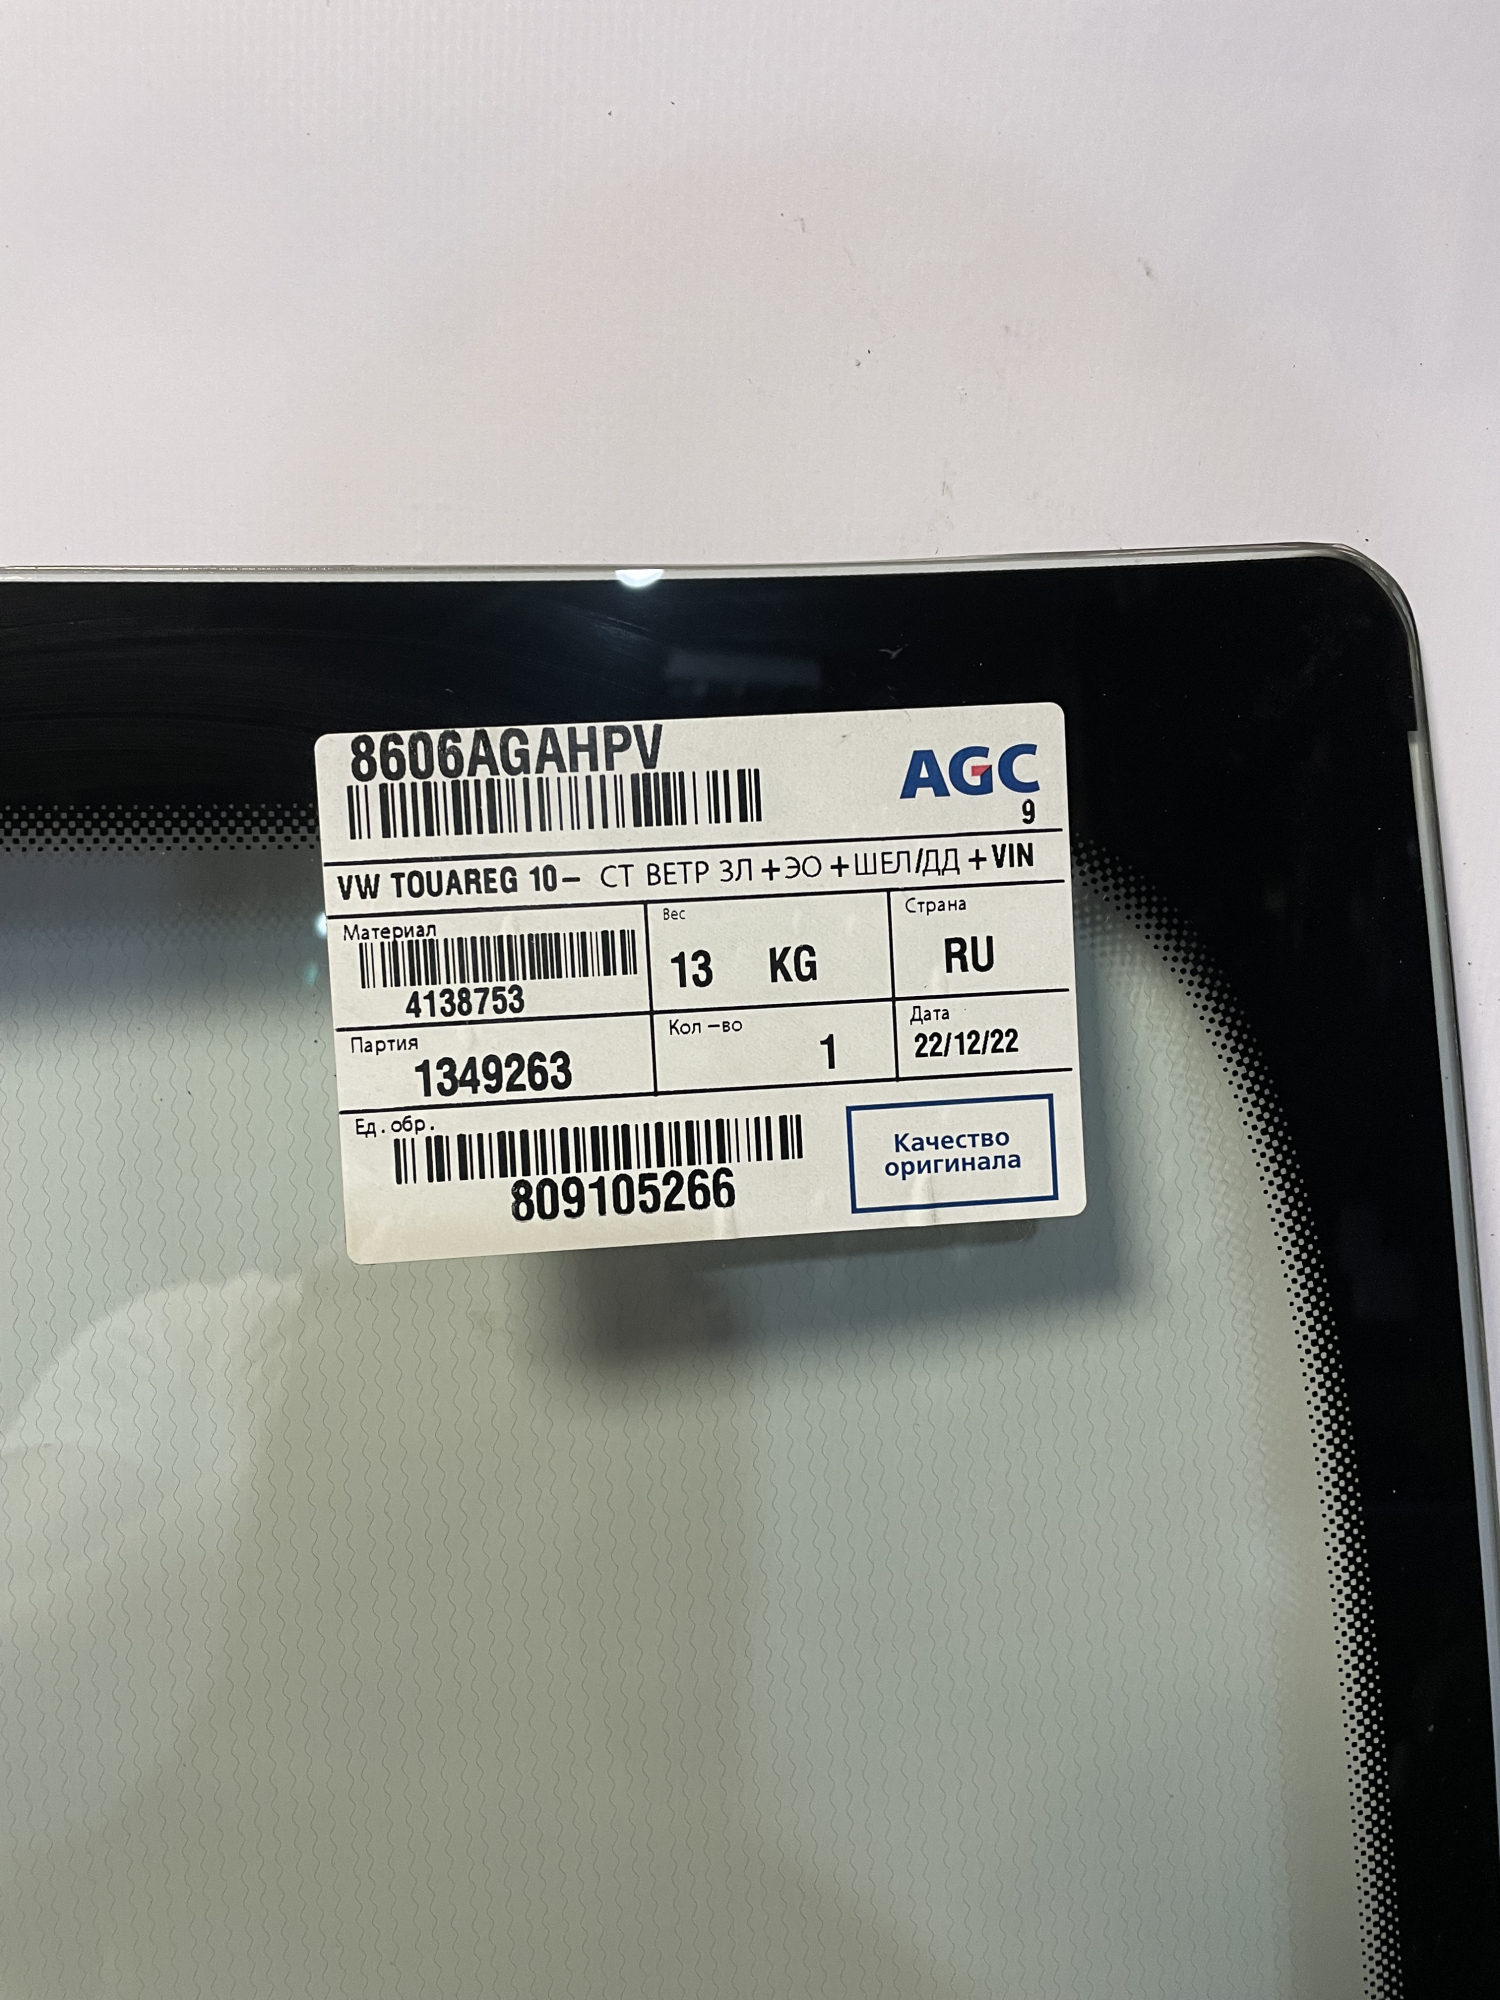 8606AGAHPV
AGC
9
VW TOUAREG 10– СТ ВЕТР ЗЛ+ЭО+ШЕЛ/ДД+VIN
Материал
4138753
Вес
13 KG
Страна
RU
Партия
1349263
Кол –во
1
Дата
22/12/22
Ед. обр.
809105266
Качество
оригинала